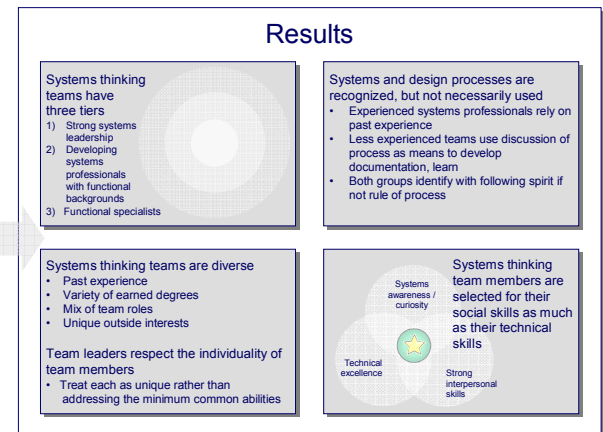 Results
Systems thinking
teams have
three tiers
1) Strong systems
leadership
2) Developing
systems
professionals
with functional
backgrounds
3) Functional specialists
Systems and design processes are
recognized, but not necessarily used
• Experienced systems professionals rely on
past experience
• Less experienced teams use discussion of
process as means to develop
documentation, learn
• Both groups identify with following spirit if
not rule of process
Systems thinking teams are diverse
• Past experience
• Variety of earned degrees
• Mix of team roles
• Unique outside interests
Team leaders respect the individuality of
team members
• Treat each as unique rather than
addressing the minimum common abilities
Systems thinking
team members are
selected for their
social skills as much
as their technical
skills
Systems
awareness /
curiosity
Technical
excellence
Strong
interpersonal
skills